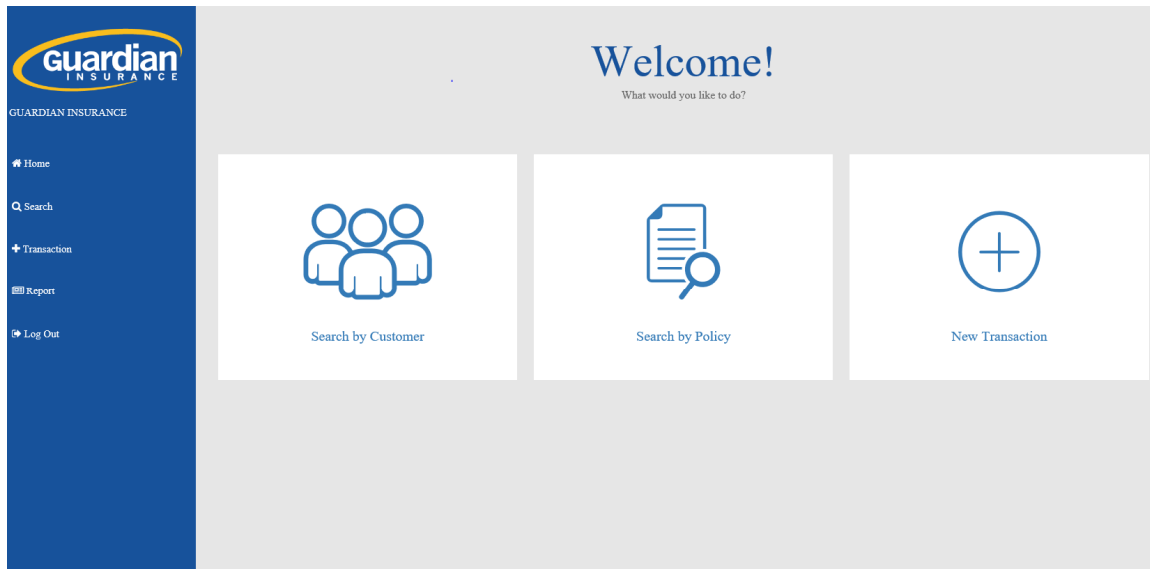 Guardian
INSURANCE
GUARDIAN INSURANCE
Home
Search
Transaction
Report
Log Out
Welcome!
What would you like to do?
Search by Customer
Search by Policy
New Transaction